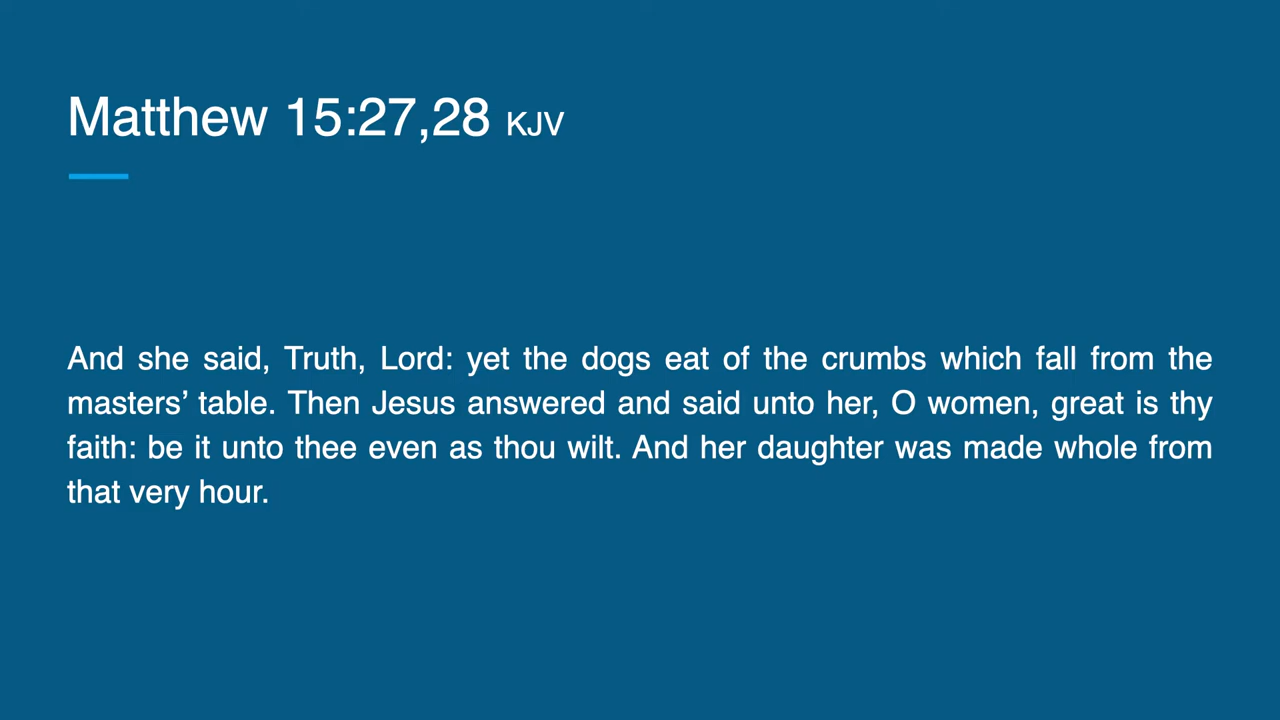 Matthew 15:27,28 KJV
And she said, Truth, Lord: yet the dogs eat of the crumbs which fall from the
masters’ table. Then Jesus answered and said unto her, O women, great is thy
faith: be it unto thee even as thou wilt. And her daughter was made whole from
that very hour.